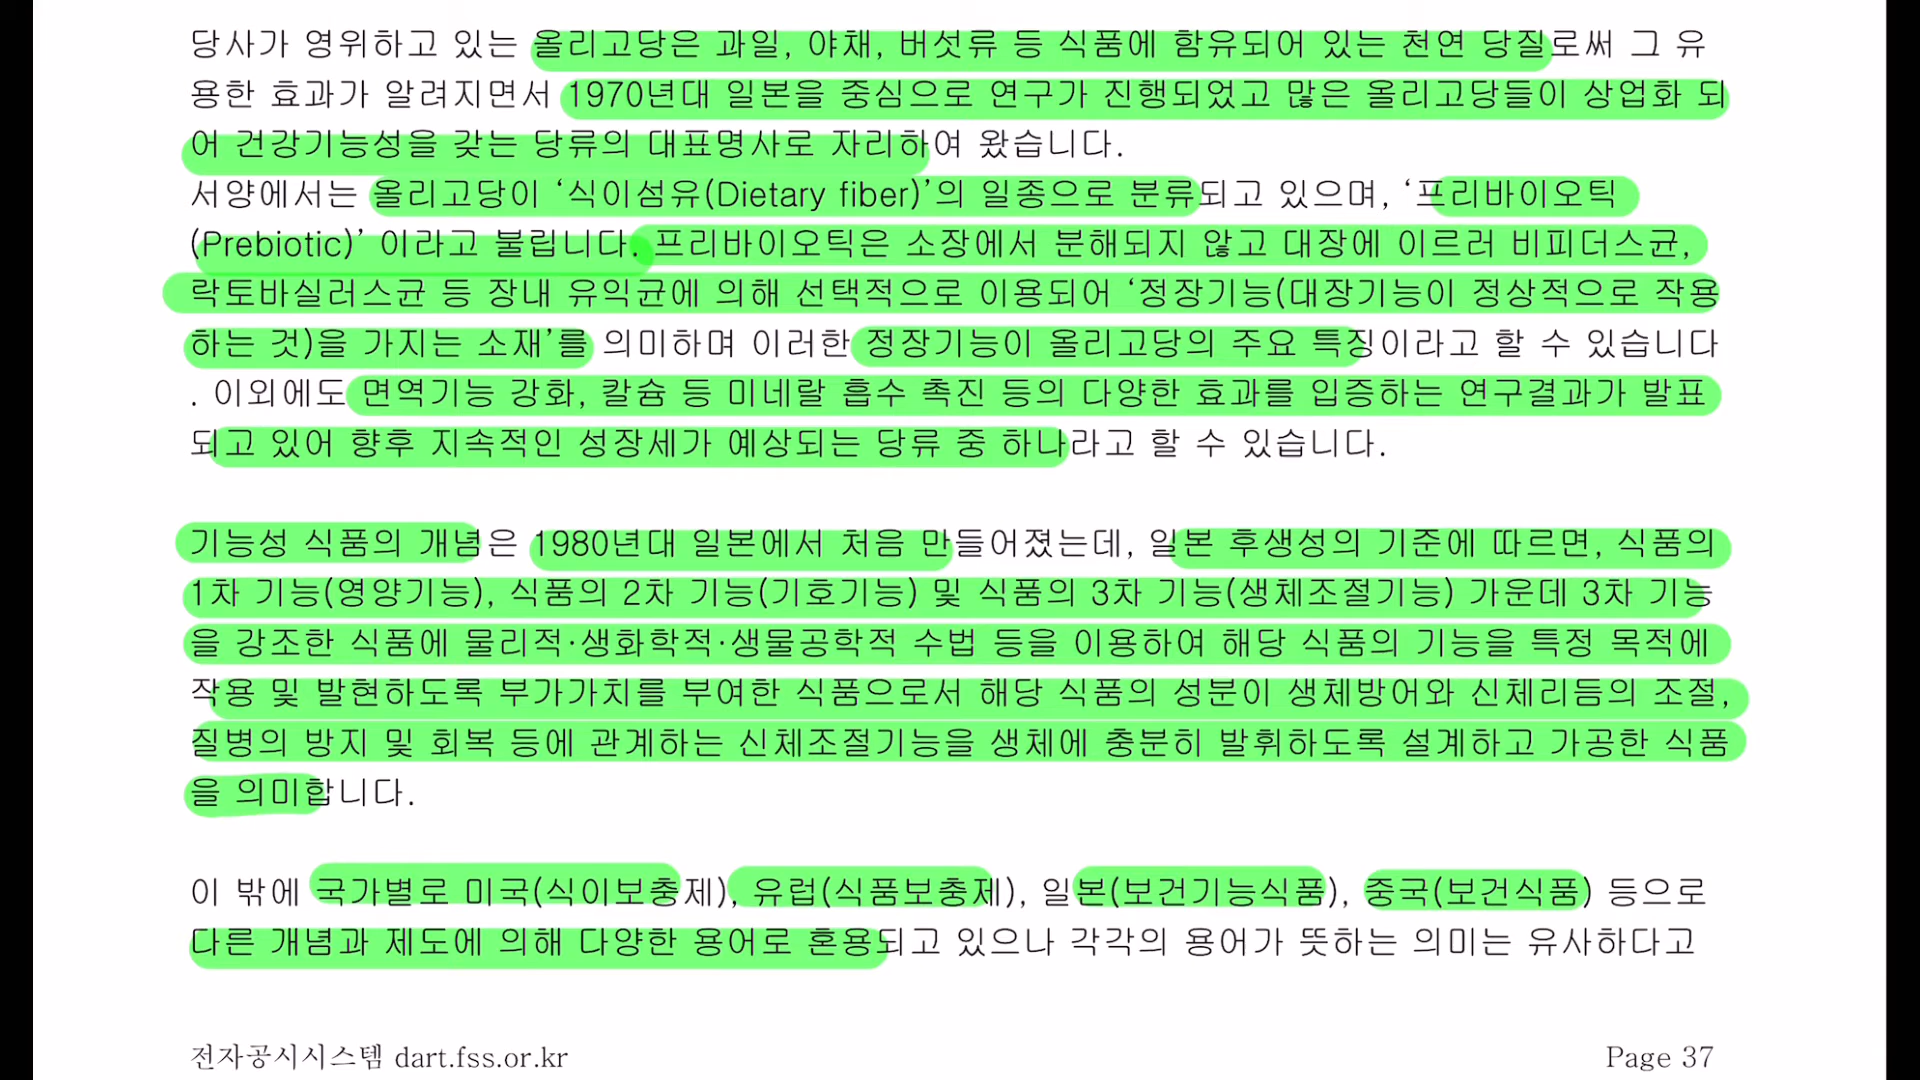 당사가 영위하고 있는 올리고당은 과일, 야채, 버섯류 등 식품에 함유되어 있는 천연 당질로써 그 유
용한 효과가 알려지면서 1970년대 일본을 중심으로 연구가 진행되었고 많은 올리고당들이 상업화 되
어 건강기능성을 갖는 당류의 대표명사로 자리하여 왔습니다.
서양에서는 올리고당이 ‘식이섬유(Dietary fiber)’의 일종으로 분류되고 있으며, ‘프리바이오틱
(Prebiotic)’ 이라고 불립니다. 프리바이오틱은 소장에서 분해되지 않고 대장에 이르러 비피더스균,
락토바실러스균 등 장내 유익균에 의해 선택적으로 이용되어 ‘정장기능(대장기능이 정상적으로 작용
하는 것)을 가지는 소재’를 의미하며 이러한 정장기능이 올리고당의 주요 특징이라고 할 수 있습니다
. 이외에도 면역기능 강화, 칼슘 등 미네랄 흡수 촉진 등의 다양한 효과를 입증하는 연구결과가 발표
되고 있어 향후 지속적인 성장세가 예상되는 당류 중 하나라고 할 수 있습니다.
기능성 식품의 개념은 1980년대 일본에서 처음 만들어졌는데, 일본 후생성의 기준에 따르면, 식품의
1차 기능(영양기능), 식품의 2차 기능(기호기능) 및 식품의 3차 기능(생체조절기능) 가운데 3차 기능
을 강조한 식품에 물리적·생화학적·생물공학적 수법 등을 이용하여 해당 식품의 기능을 특정 목적에
작용 및 발현하도록 부가가치를 부여한 식품으로서 해당 식품의 성분이 생체방어와 신체리듬의 조절,
질병의 방지 및 회복 등에 관계하는 신체조절기능을 생체에 충분히 발휘하도록 설계하고 가공한 식품
을 의미합니다.
이 밖에 국가별로 미국(식이보충제), 유럽(식품보충제), 일본(보건기능식품), 중국(보건식품) 등으로
다른 개념과 제도에 의해 다양한 용어로 혼용되고 있으나 각각의 용어가 뜻하는 의미는 유사하다고
전자공시시스템 dart.fss.or.kr
Page 37